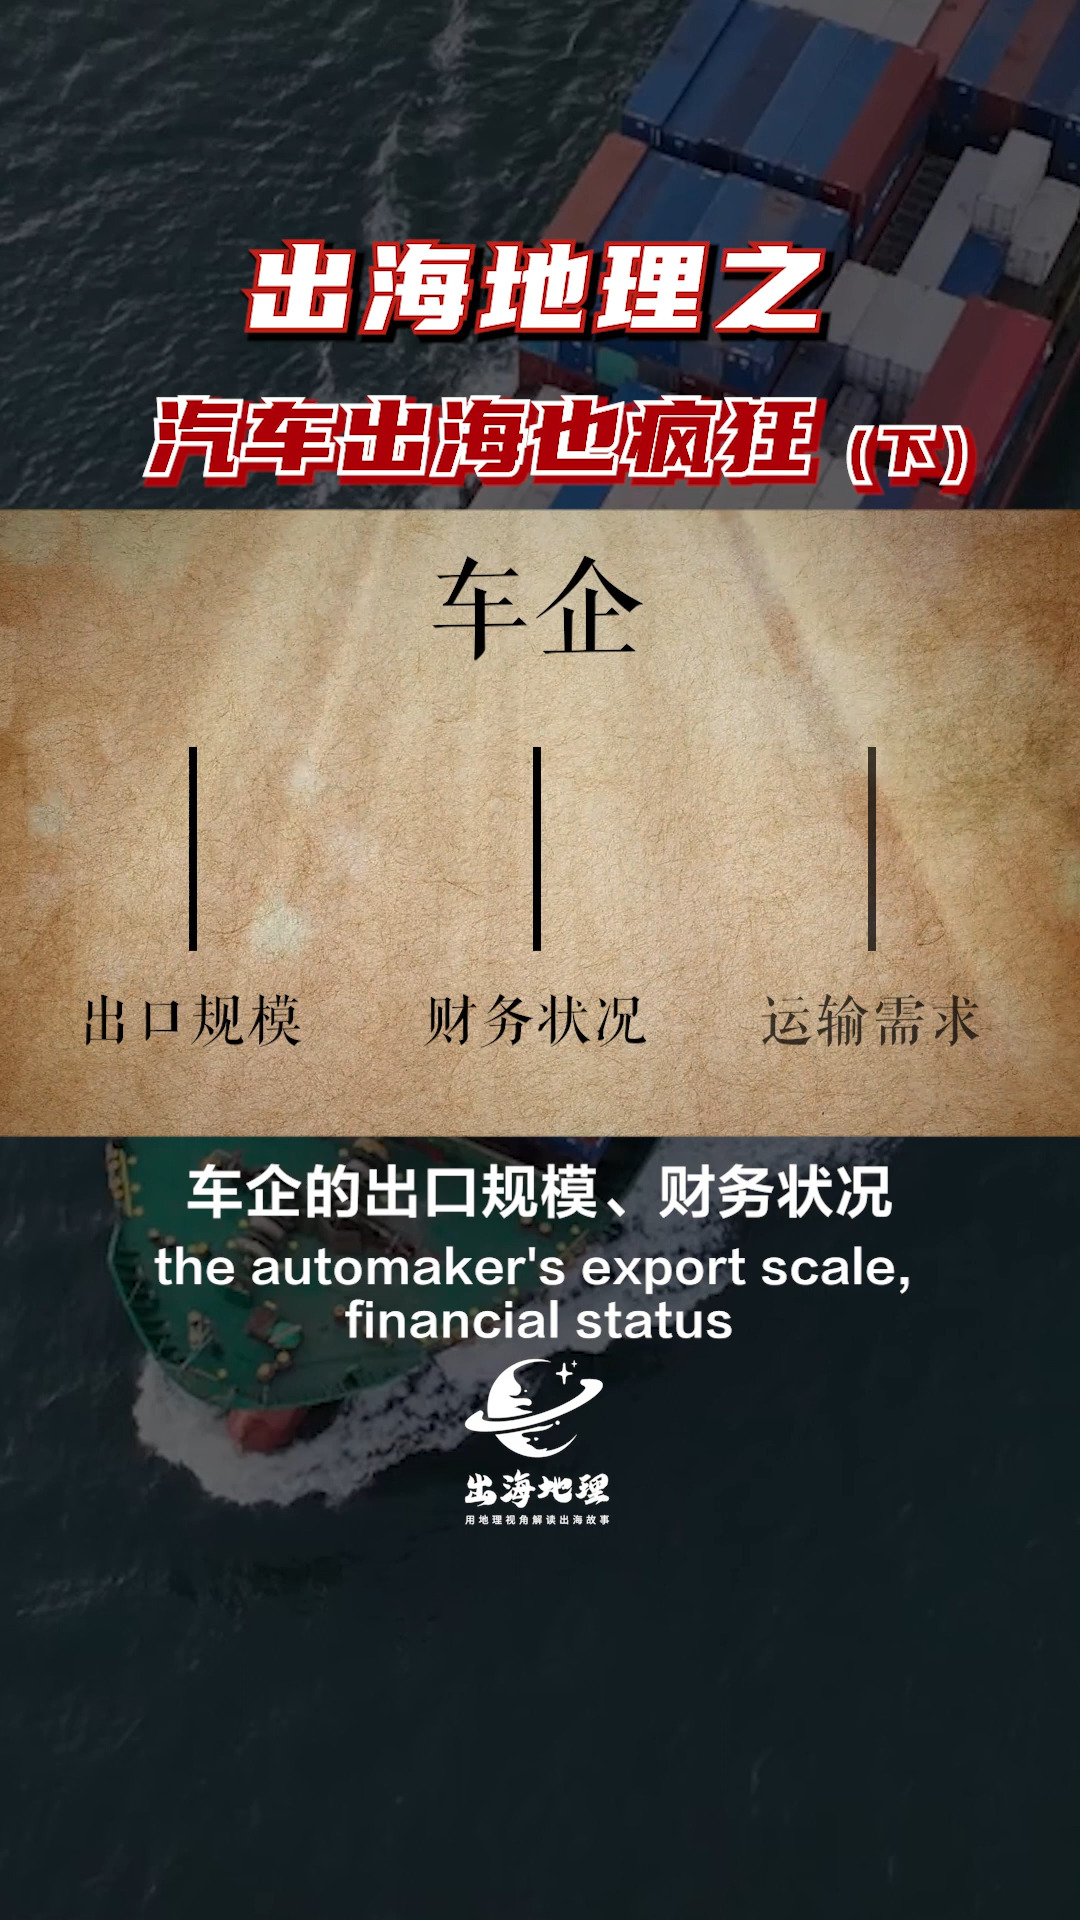 出海地理之
汽车出海也疯狂（下）
车企
出口规模 财务状况 运输需求
车企的出口规模、财务状况
the automaker's export scale,
financial status
出海地理
用地理视角解读出海故事